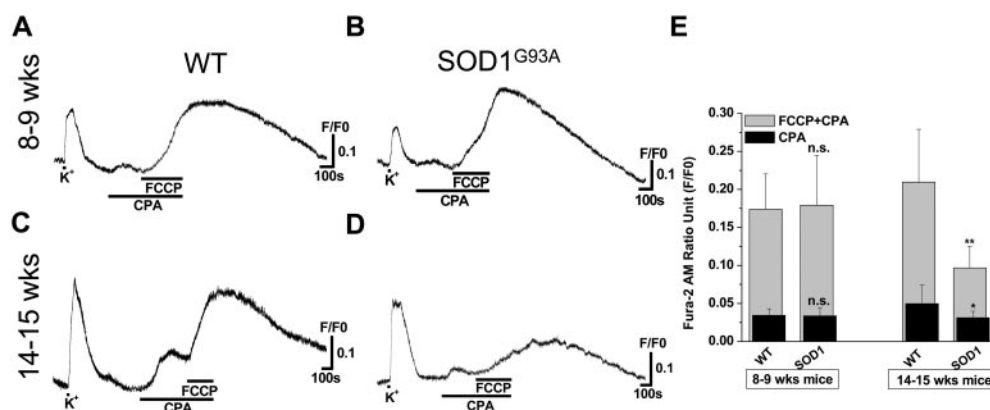 A
B
E
WT
SOD1G93A
8-9 wks
F/F0
0.1
100s
K+
FCCP
CPA
F/F0
0.1
100s
K+
FCCP
CPA
C
D
14-15 wks
F/F0
0.1
100s
K+
FCCP
CPA
F/F0
0.1
100s
K+
FCCP
CPA
Fura-2 AM Ratio Unit (F/F0)
0.30
0.25
0.20
0.15
0.10
0.05
0.00
FCCP+CPA
CPA
n.s.
n.s.
**
*
WT
SOD1
WT
SOD1
8-9 wks mice
14-15 wks mice